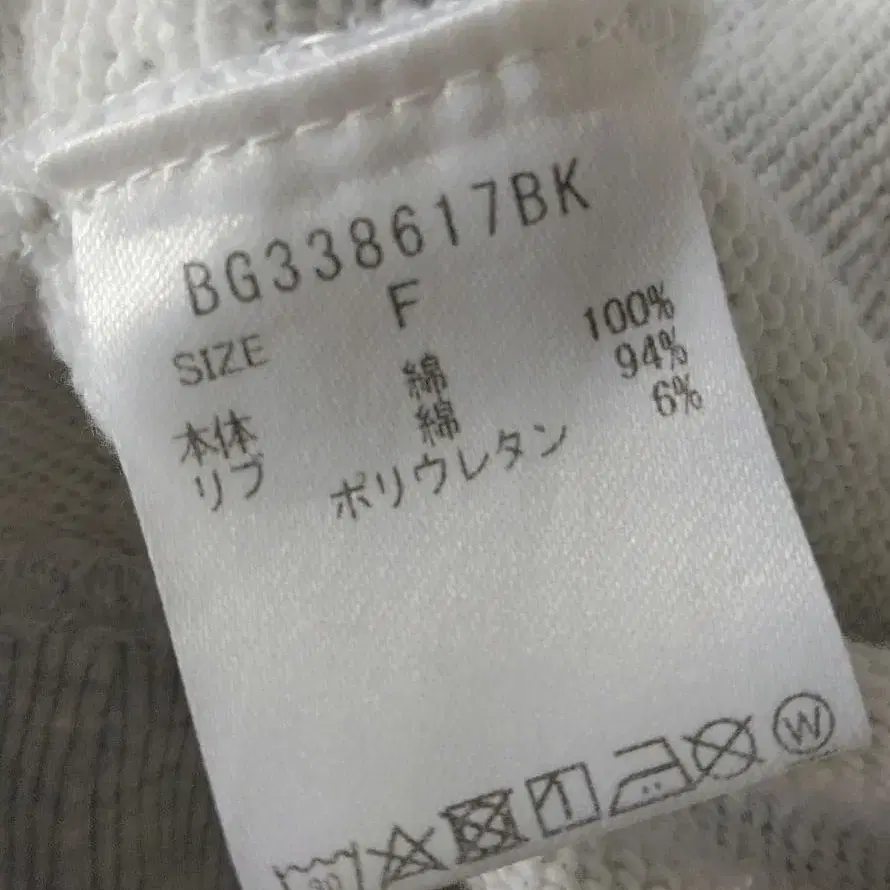 BG338617BK
SIZE F
本体 綿 100%
リブ 綿 94%
ポリウレタン 6%
W